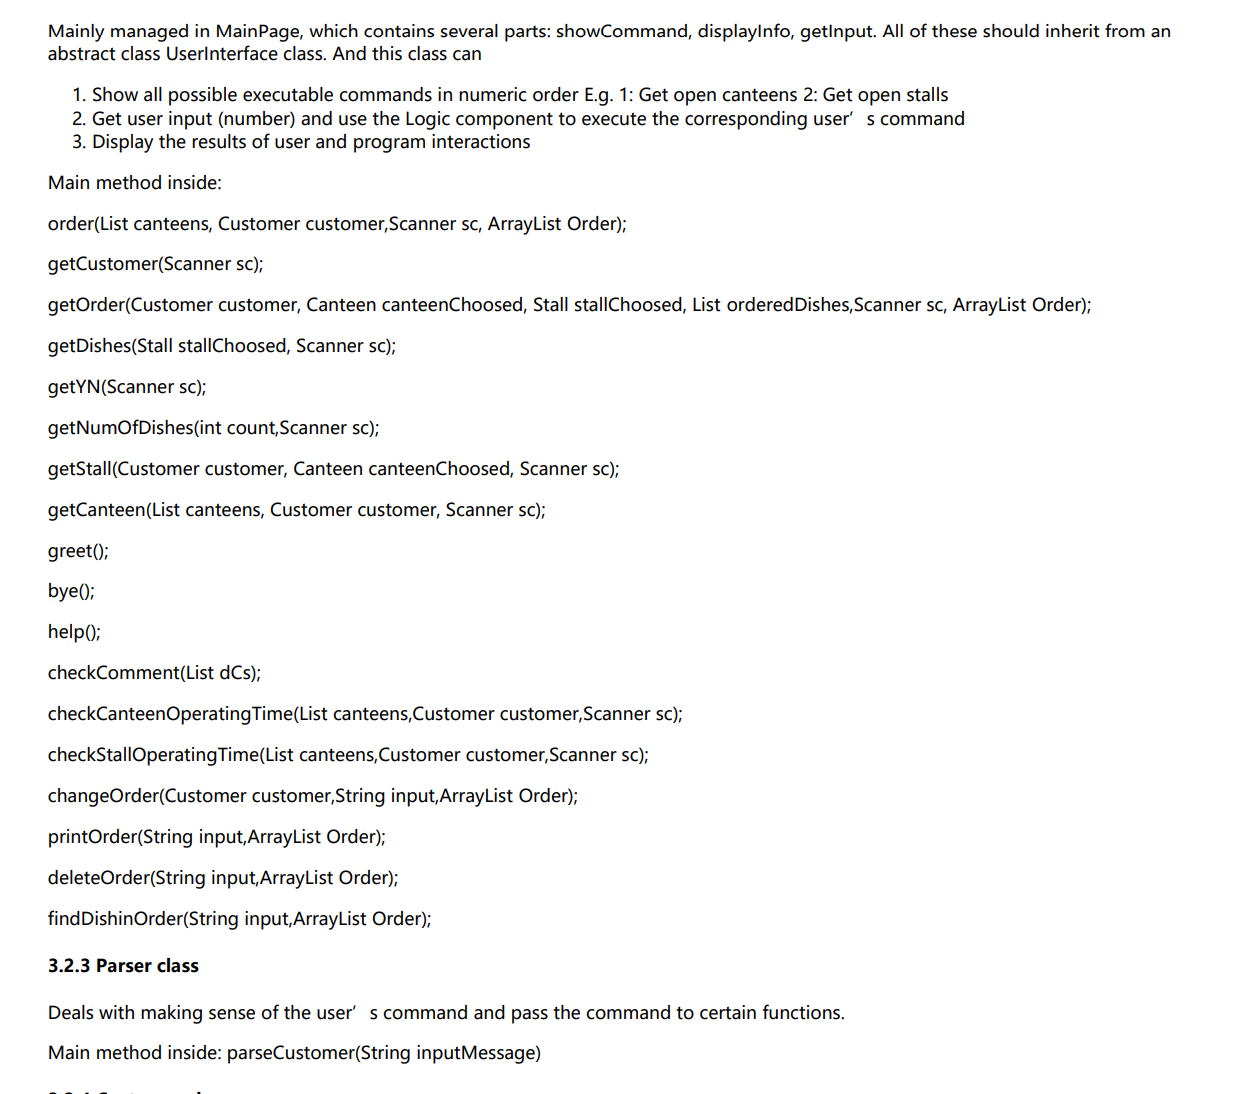 Mainly managed in MainPage, which contains several parts: showCommand, displayInfo, getInput. All of these should inherit from an
abstract class UserInterface class. And this class can
1. Show all possible executable commands in numeric order E.g. 1: Get open canteens 2: Get open stalls
2. Get user input (number) and use the Logic component to execute the corresponding user’ s command
3. Display the results of user and program interactions
Main method inside:
order(List canteens, Customer customer,Scanner sc, ArrayList Order);
getCustomer(Scanner sc);
getOrder(Customer customer, Canteen canteenChoosed, Stall stallChoosed, List orderedDishes,Scanner sc, ArrayList Order);
getDishes(Stall stallChoosed, Scanner sc);
getYN(Scanner sc);
getNumOfDishes(int count,Scanner sc);
getStall(Customer customer, Canteen canteenChoosed, Scanner sc);
getCanteen(List canteens, Customer customer, Scanner sc);
greet();
bye();
help();
checkComment(List dCs);
checkCanteenOperatingTime(List canteens,Customer customer,Scanner sc);
checkStallOperatingTime(List canteens,Customer customer,Scanner sc);
changeOrder(Customer customer,String input,ArrayList Order);
printOrder(String input,ArrayList Order);
deleteOrder(String input,ArrayList Order);
findDishinOrder(String input,ArrayList Order);
3.2.3 Parser class
Deals with making sense of the user’ s command and pass the command to certain functions.
Main method inside: parseCustomer(String inputMessage)